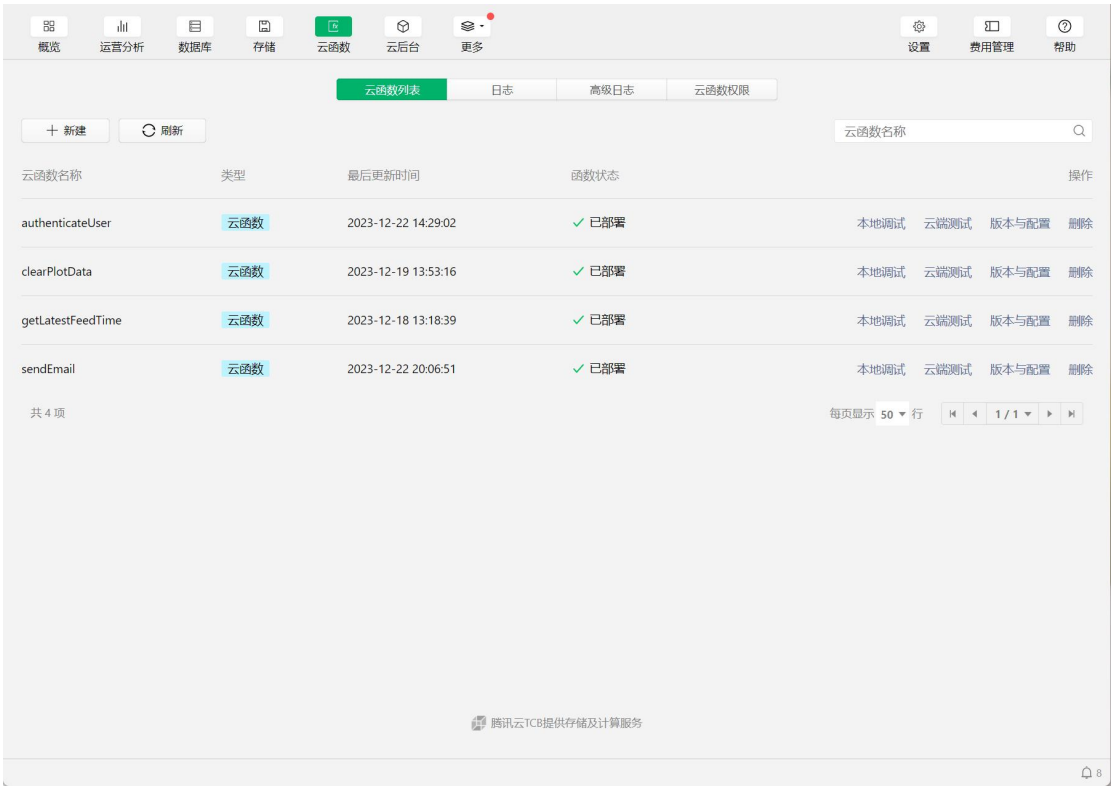 概览 运营分析 数据库 存储 云函数 云后台 更多 设置 费用管理 帮助
云函数列表 日志 高级日志 云函数权限
新建 刷新 云函数名称
云函数名称 类型 最后更新时间 函数状态 操作
authenticateUser 云函数 2023-12-22 14:29:02 已部署 本地调试 云端测试 版本与配置 删除
clearPlotData 云函数 2023-12-19 13:53:16 已部署 本地调试 云端测试 版本与配置 删除
getLatestFeedTime 云函数 2023-12-18 13:18:39 已部署 本地调试 云端测试 版本与配置 删除
sendEmail 云函数 2023-12-22 20:06:51 已部署 本地调试 云端测试 版本与配置 删除
共 4 项 每页显示 50 行 1 / 1
腾讯云TCB提供存储及计算服务
8